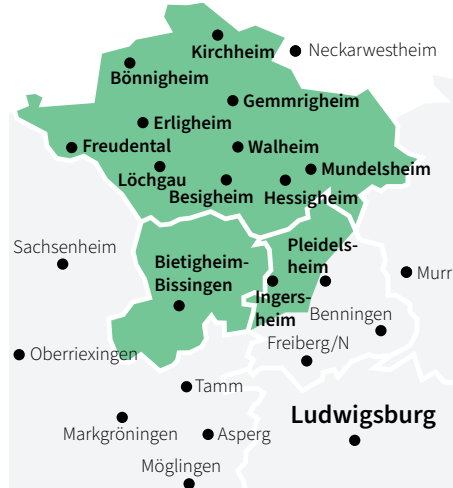 Kirchheim
Neckarwestheim
Bönnigheim
Gemmrigheim
Erligheim
Freudental
Walheim
Löchgau
Mundelsheim
Besigheim
Hessigheim
Sachsenheim
Bietigheim-
Bissingen
Pleidels-
heim
Murr
Ingers-
heim
Benningen
Freiberg/N
Oberriexingen
Tamm
Ludwigsburg
Markgröningen
Asperg
Möglingen